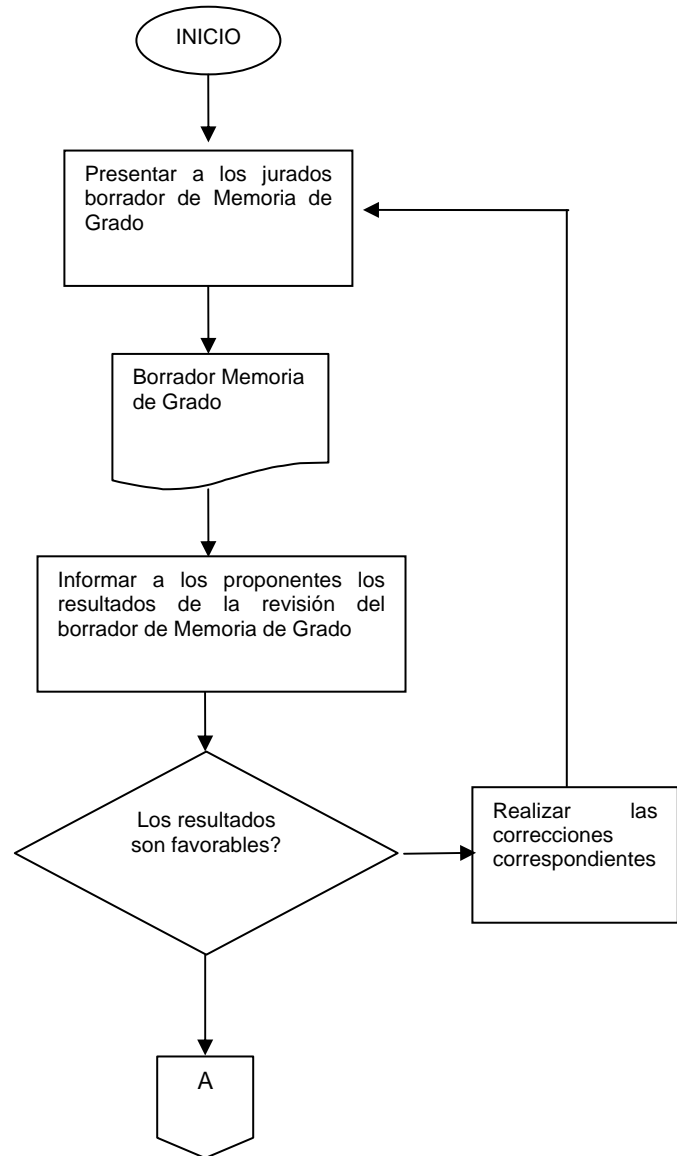 INICIO
Presentar a los jurados
borrador de Memoria de
Grado
Borrador Memoria
de Grado
Informar a los proponentes los
resultados de la revisión del
borrador de Memoria de Grado
Los resultados
son favorables?
Realizar las
correcciones
correspondientes
A